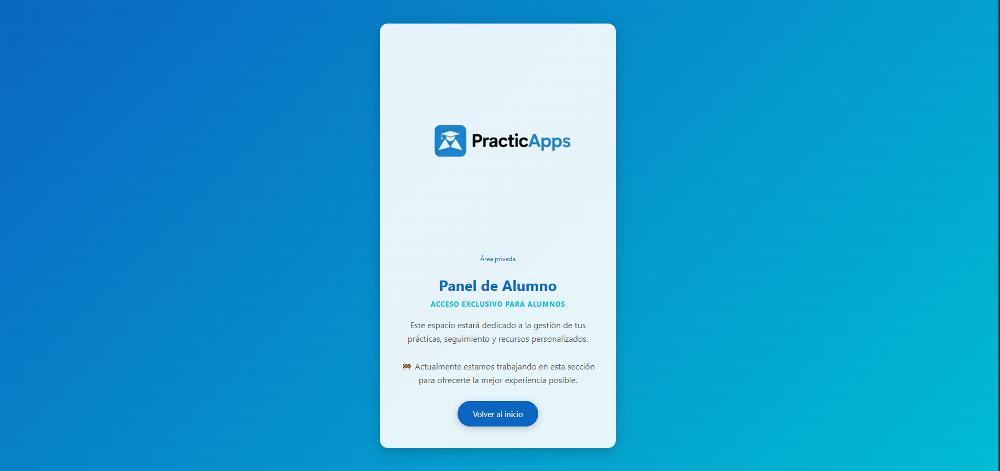 PracticApps
Área privada
Panel de Alumno
ACCESO EXCLUSIVO PARA ALUMNOS
Este espacio estará dedicado a la gestión de tus
prácticas, seguimiento y recursos personalizados.
🚧 Actualmente estamos trabajando en esta sección
para ofrecerte la mejor experiencia posible.
Volver al inicio